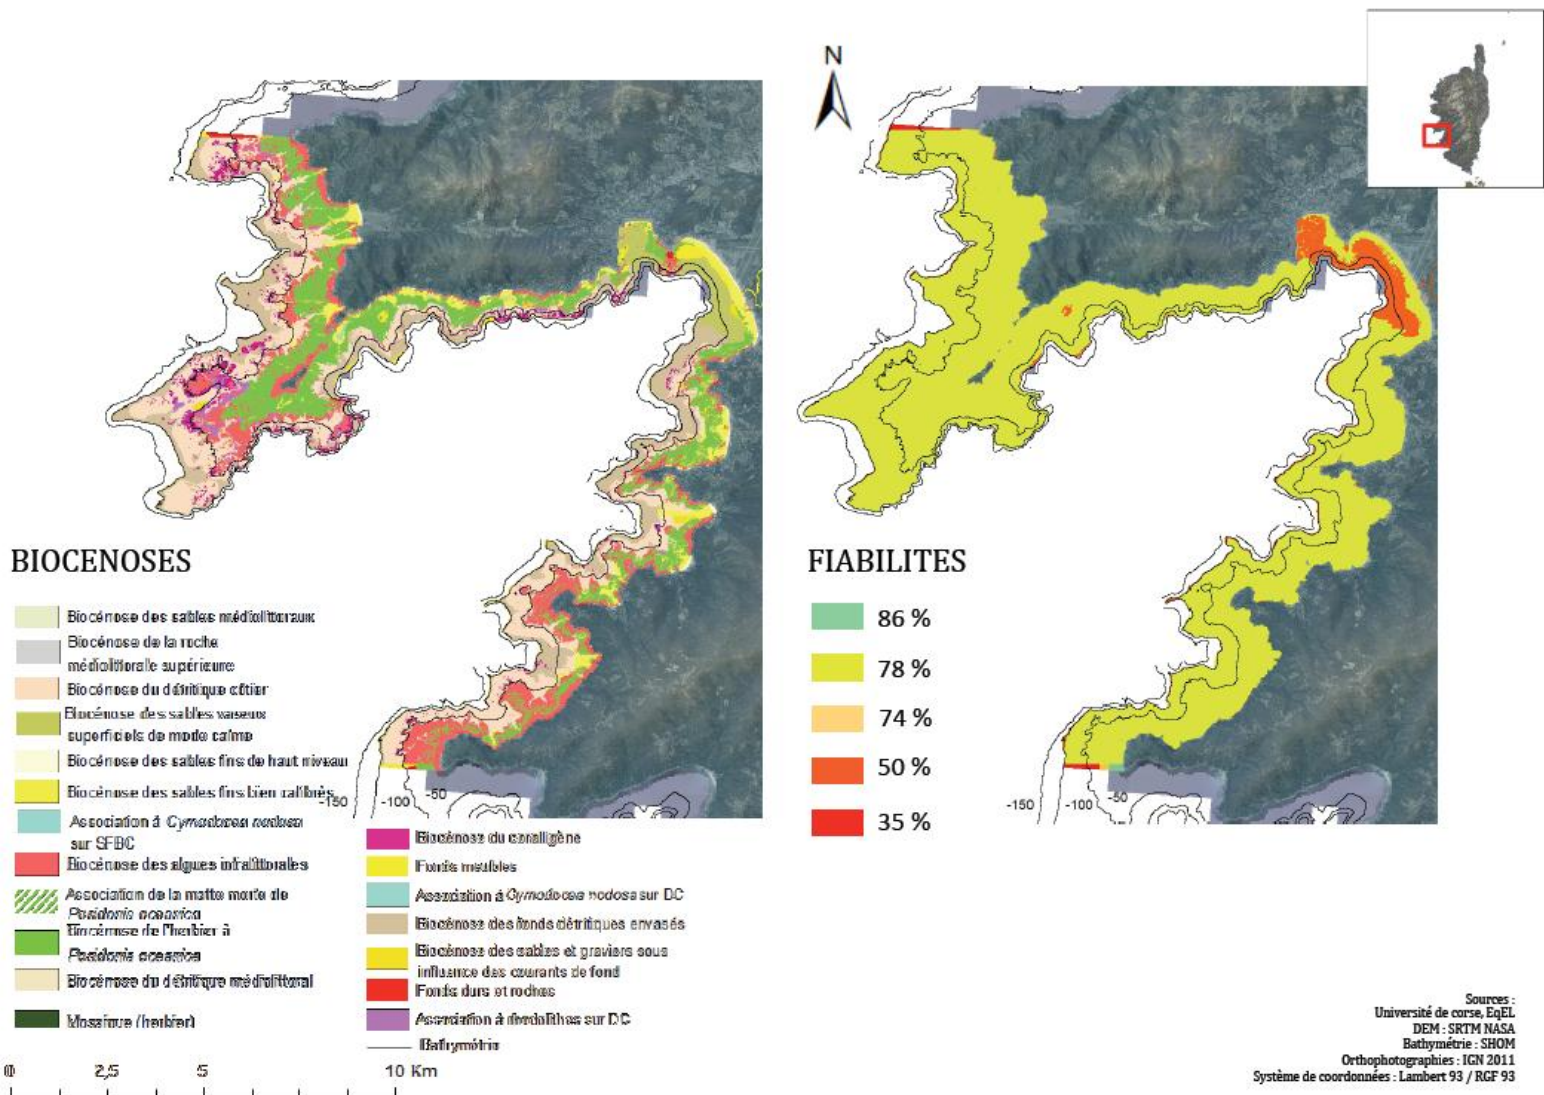 N
BIOCENOSES
Biocénose des sables médiolittoraux
Biocénose de la roche
médiolittorale supérieure
Biocénose du détritique côtier
Biocénose des sables vaseux
superficiels de mode calme
Biocénose des sables fins de haut niveau
Biocénose des sables fins bien calibrés
Association à Cymodocea nodosa
sur SFBC
Biocénose des algues infralittorales
Association de la matte morte de
Posidonia oceanica
Biocénose de l'herbier à
Posidonia oceanica
Biocénose du détritique médiolittoral
Mosaïque (herbier)
-150
-100
-50
Biocénose du coralligène
Fonds meubles
Association à Cymodocea nodosa sur DC
Biocénose des fonds détritiques envasés
Biocénose des sables et graviers sous
influence des courants de fond
Fonds durs et roches
Association à rhodolithes sur DC
Bathymétrie
0 2,5 5 10 Km
FIABILITES
86 %
78 %
74 %
50 %
35 %
-150
-100
-50
Sources :
Université de corse, EqEL
DEM : SRTM NASA
Bathymétrie : SHOM
Orthophotographies : IGN 2011
Système de coordonnées : Lambert 93 / RGF 93